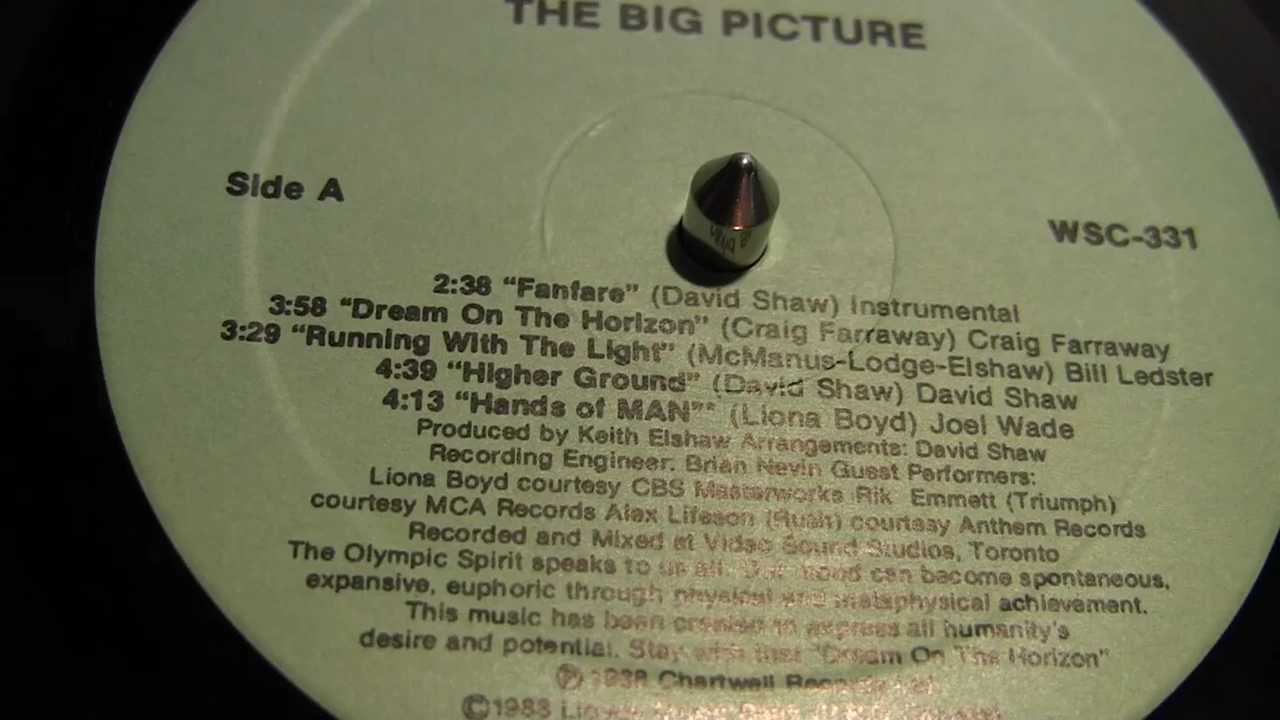 THE BIG PICTURE
Side A
WSC-331
2:38 "Fanfare" (David Shaw) Instrumental
3:58 "Dream On The Horizon" (Craig Farraway) Craig Farraway
3:29 "Running With The Light" (McManus-Lodge-Elshaw) Bill Ledster
4:39 "Higher Ground" (David Shaw) David Shaw
4:13 "Hands of MAN"* (Liona Boyd) Joel Wade
Produced by Keith Elshaw Arrangements: David Shaw
Recording Engineer: Brian Nevin Guest Performers:
Liona Boyd courtesy CBS Masterworks Rik Emmett (Triumph)
courtesy MCA Records Alex Lifeson (Rush) courtesy Anthem Records
Recorded and Mixed at Video Sound Studios, Toronto
The Olympic Spirit speaks to us all. Our mood can become spontaneous,
expansive, euphoric through physical and metaphysical achievement.
This music has been created to express all humanity's
desire and potential. Stay with that "Dream On The Horizon"
℗ 1988 Chartwell
©1988